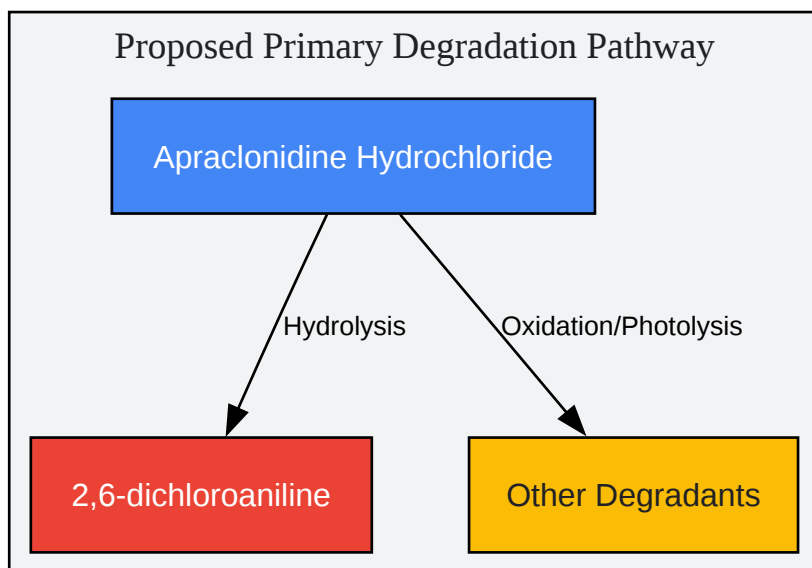 Proposed Primary Degradation Pathway
Apraclonidine Hydrochloride
Hydrolysis
Oxidation/Photolysis
2,6-dichloroaniline
Other Degradants